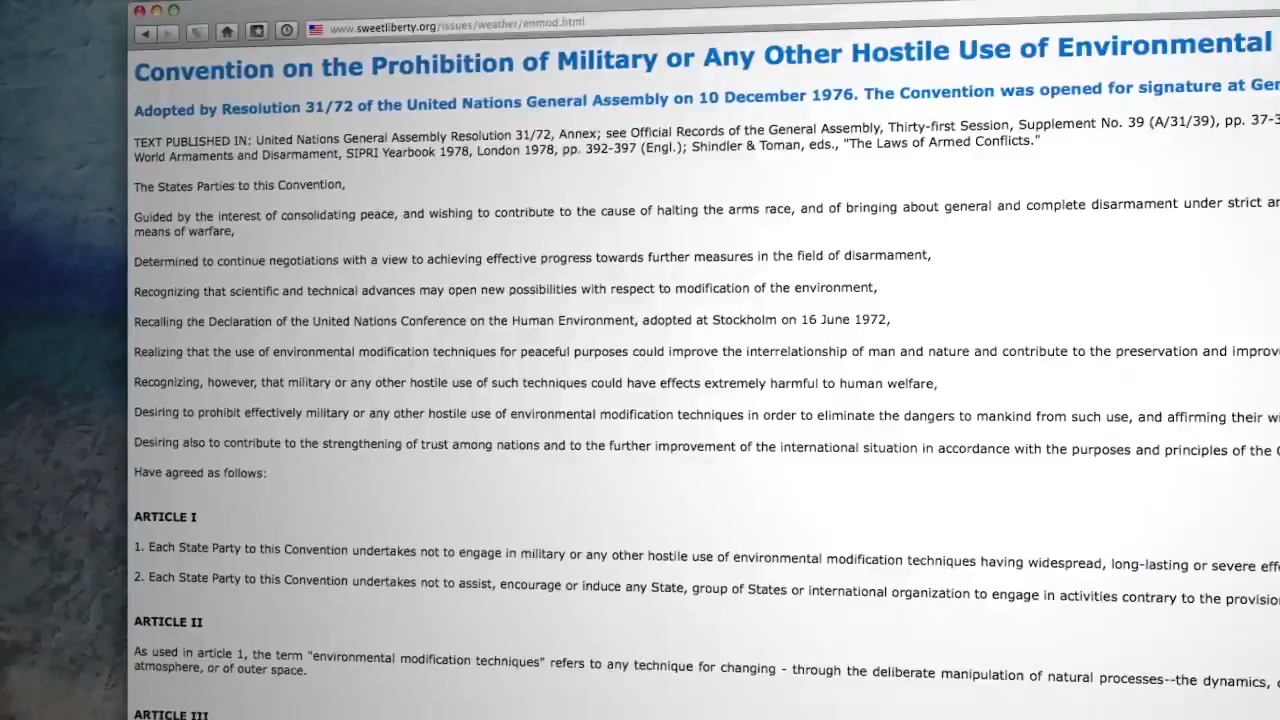 www.sweetliberty.org/issues/weather/enmod.html
Convention on the Prohibition of Military or Any Other Hostile Use of Environmental
Adopted by Resolution 31/72 of the United Nations General Assembly on 10 December 1976. The Convention was opened for signature at
TEXT PUBLISHED IN: United Nations General Assembly Resolution 31/72, Annex; see Official Records of the General Assembly, Thirty-first Session, Supplement No. 39 (A/31/39), pp.
World Armaments and Disarmament, SIPRI Yearbook 1978, London 1978, pp. 392-397 (Engl.); Shindler & Toman, eds., "The Laws of Armed Conflicts."
The States Parties to this Convention,
Guided by the interest of consolidating peace, and wishing to contribute to the cause of halting the arms race, and of bringing about general and complete disarmament under strict
means of warfare,
Determined to continue negotiations with a view to achieving effective progress towards further measures in the field of disarmament,
Recognizing that scientific and technical advances may open new possibilities with respect to modification of the environment,
Recalling the Declaration of the United Nations Conference on the Human Environment, adopted at Stockholm on 16 June 1972,
Realizing that the use of environmental modification techniques for peaceful purposes could improve the interrelationship of man and nature and contribute to the preservation and
Recognizing, however, that military or any other hostile use of such techniques could have effects extremely harmful to human welfare,
Desiring to prohibit effectively military or any other hostile use of environmental modification techniques in order to eliminate the dangers to mankind from such use, and affirming their
Desiring also to contribute to the strengthening of trust among nations and to the further improvement of the international situation in accordance with the purposes and principles of the
Have agreed as follows:
ARTICLE I
1. Each State Party to this Convention undertakes not to engage in military or any other hostile use of environmental modification techniques having widespread, long-lasting or severe
2. Each State Party to this Convention undertakes not to assist, encourage or induce any State, group of States or international organization to engage in activities contrary to the
ARTICLE II
As used in article 1, the term "environmental modification techniques" refers to any technique for changing - through the deliberate manipulation of natural processes--the dynamics,
atmosphere, or of outer space.
ARTICLE III